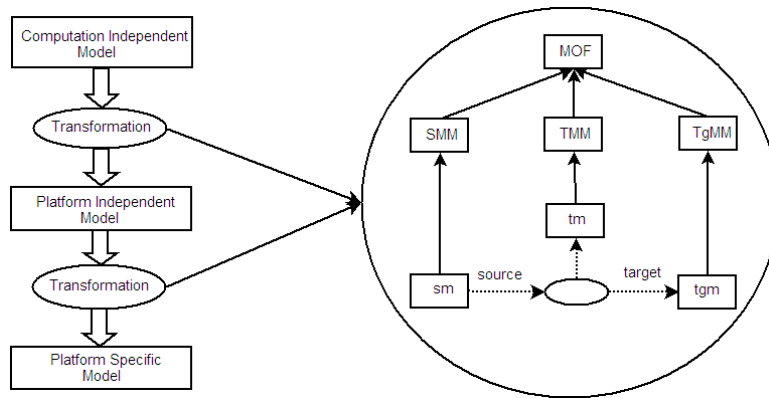 Computation Independent
Model
Transformation
Platform Independent
Model
Transformation
Platform Specific
Model
MOF
SMM
TMM
TgMM
tm
source
target
sm
tgm